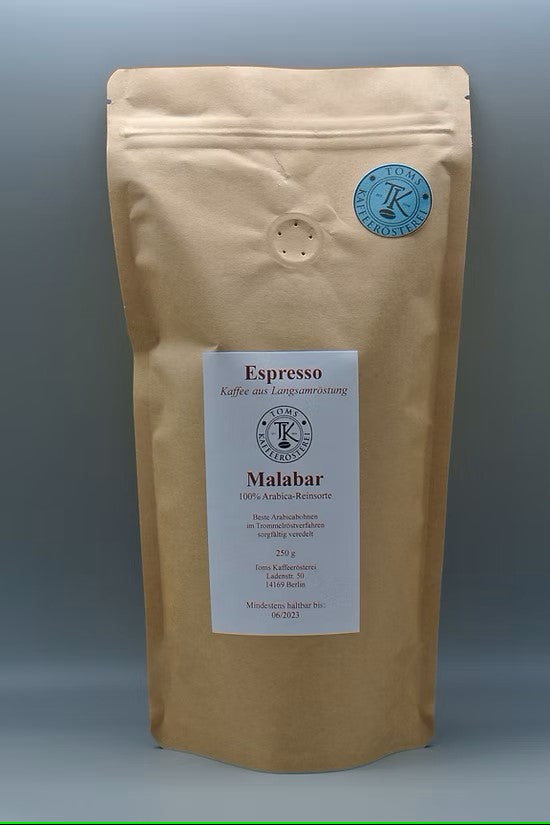 TOMS
TK
KAFFEERÖSTEREI
Espresso
Kaffee aus Langsamröstung
TOMS
TK
KAFFEERÖSTEREI
Malabar
100% Arabica-Reinsorte
Beste Arabicabohnen
im Trommelröstverfahren
sorgfältig veredelt
250 g
Toms Kaffeerösterei
Ladenstr. 50
14169 Berlin
Mindestens haltbar bis:
06/2023